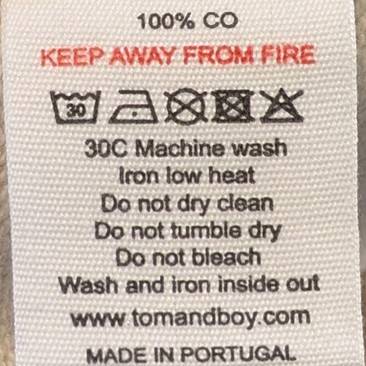 100% CO
KEEP AWAY FROM FIRE
30
30C Machine wash
Iron low heat
Do not dry clean
Do not tumble dry
Do not bleach
Wash and iron inside out
www.tomandboy.com
MADE IN PORTUGAL